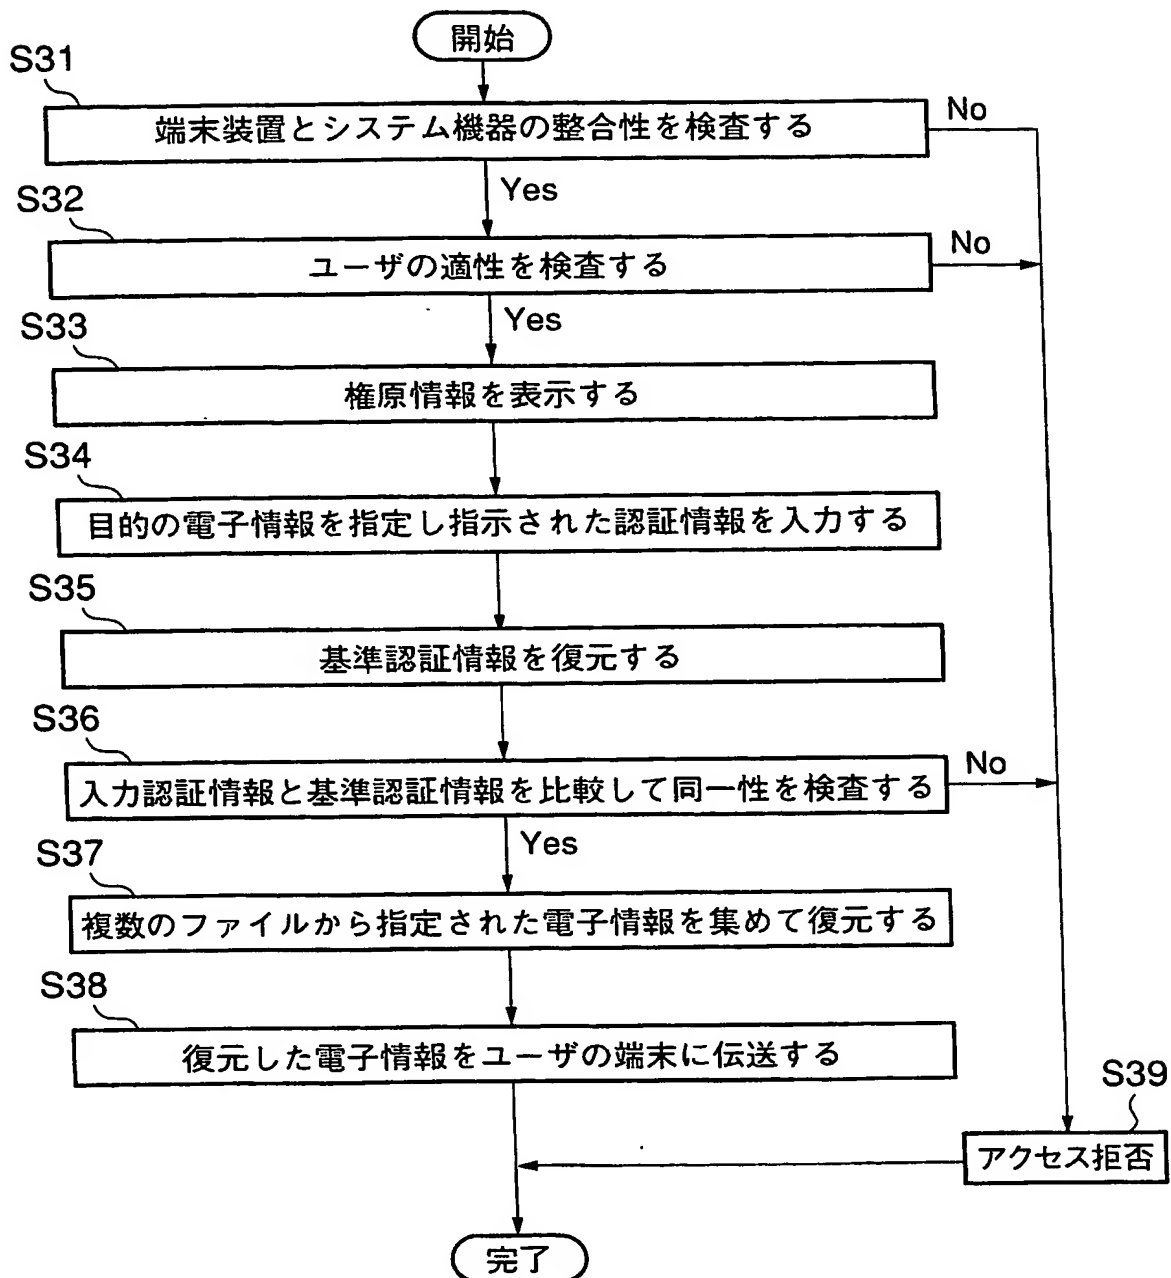 開始
S31
端末装置とシステム機器の整合性を検査する
No
Yes
S32
ユーザの適性を検査する
No
Yes
S33
権原情報を表示する
S34
目的の電子情報を指定し指示された認証情報を入力する
S35
基準認証情報を復元する
S36
入力認証情報と基準認証情報を比較して同一性を検査する
No
Yes
S37
複数のファイルから指定された電子情報を集めて復元する
S38
復元した電子情報をユーザの端末に伝送する
S39
アクセス拒否
完了